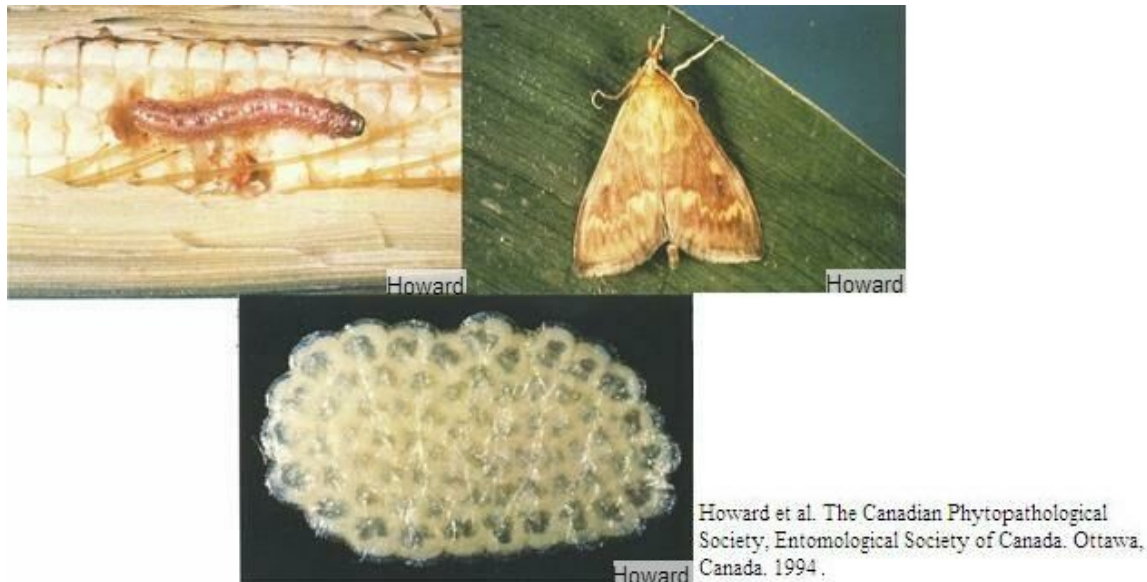 Howard
Howard
Howard
Howard et al. The Canadian Phytopathological
Society, Entomological Society of Canada. Ottawa,
Canada. 1994 .